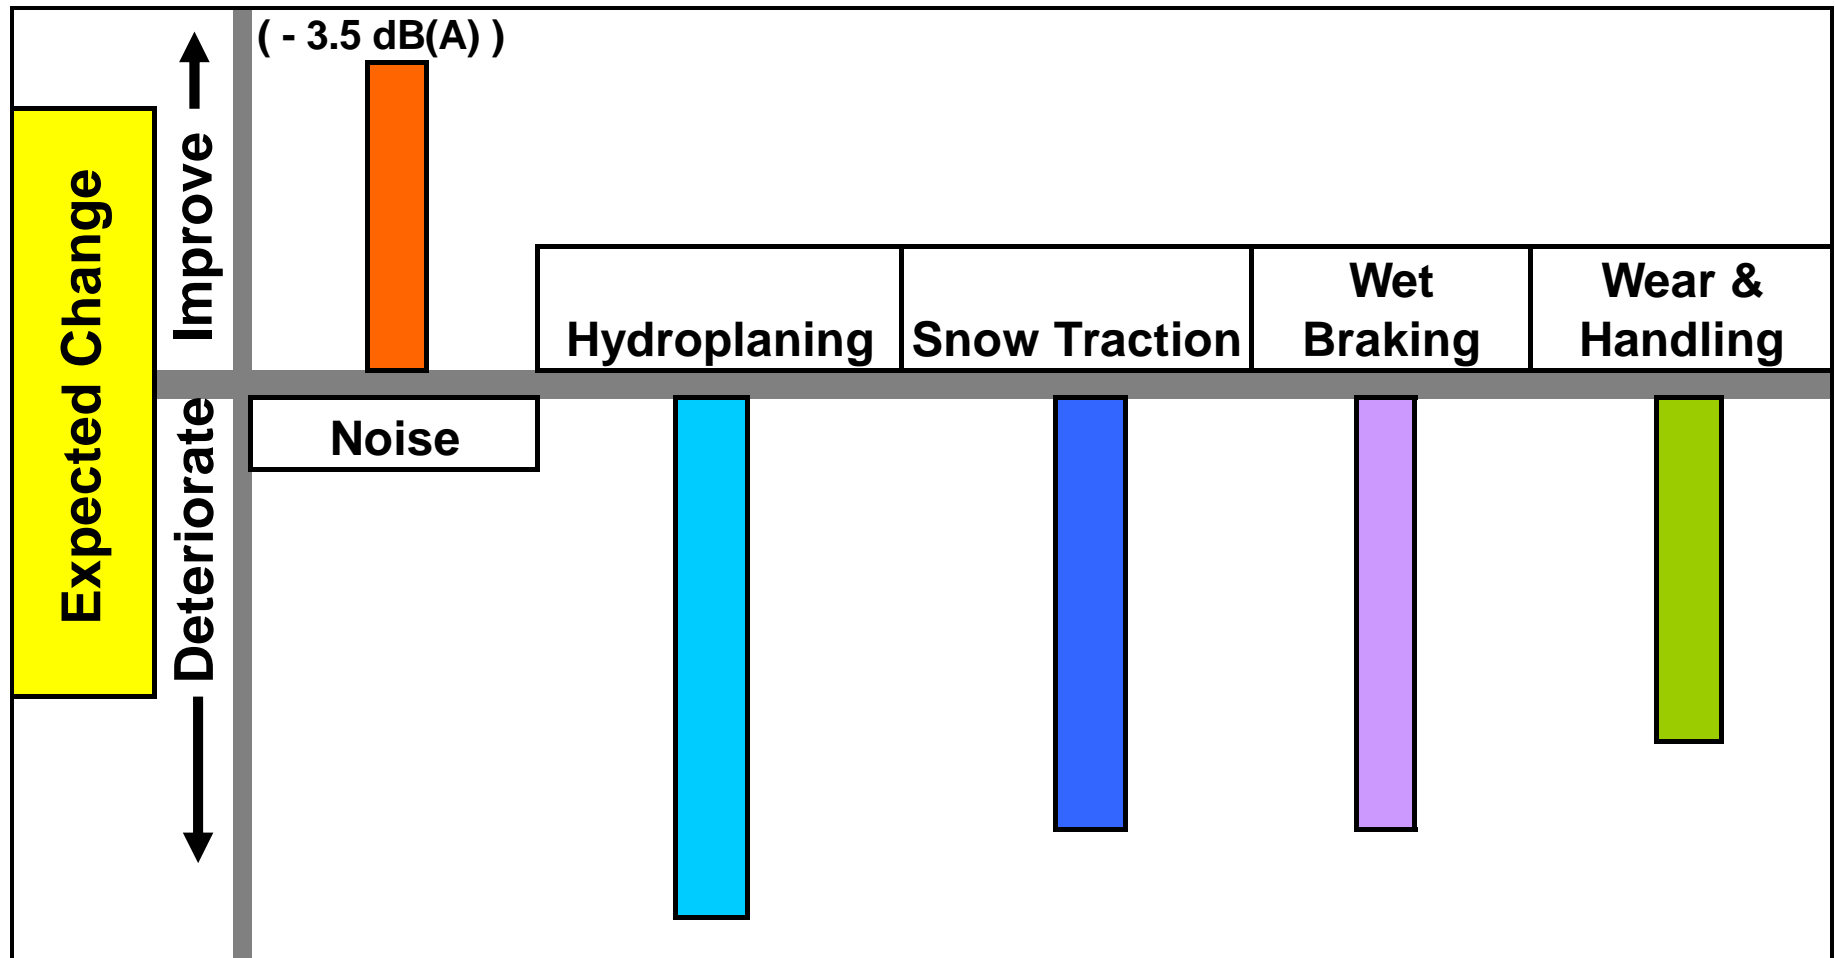 ( - 3.5 dB(A) )
Expected Change
Improve
Deteriorate
Noise
Hydroplaning
Snow Traction
Wet
Braking
Wear &
Handling